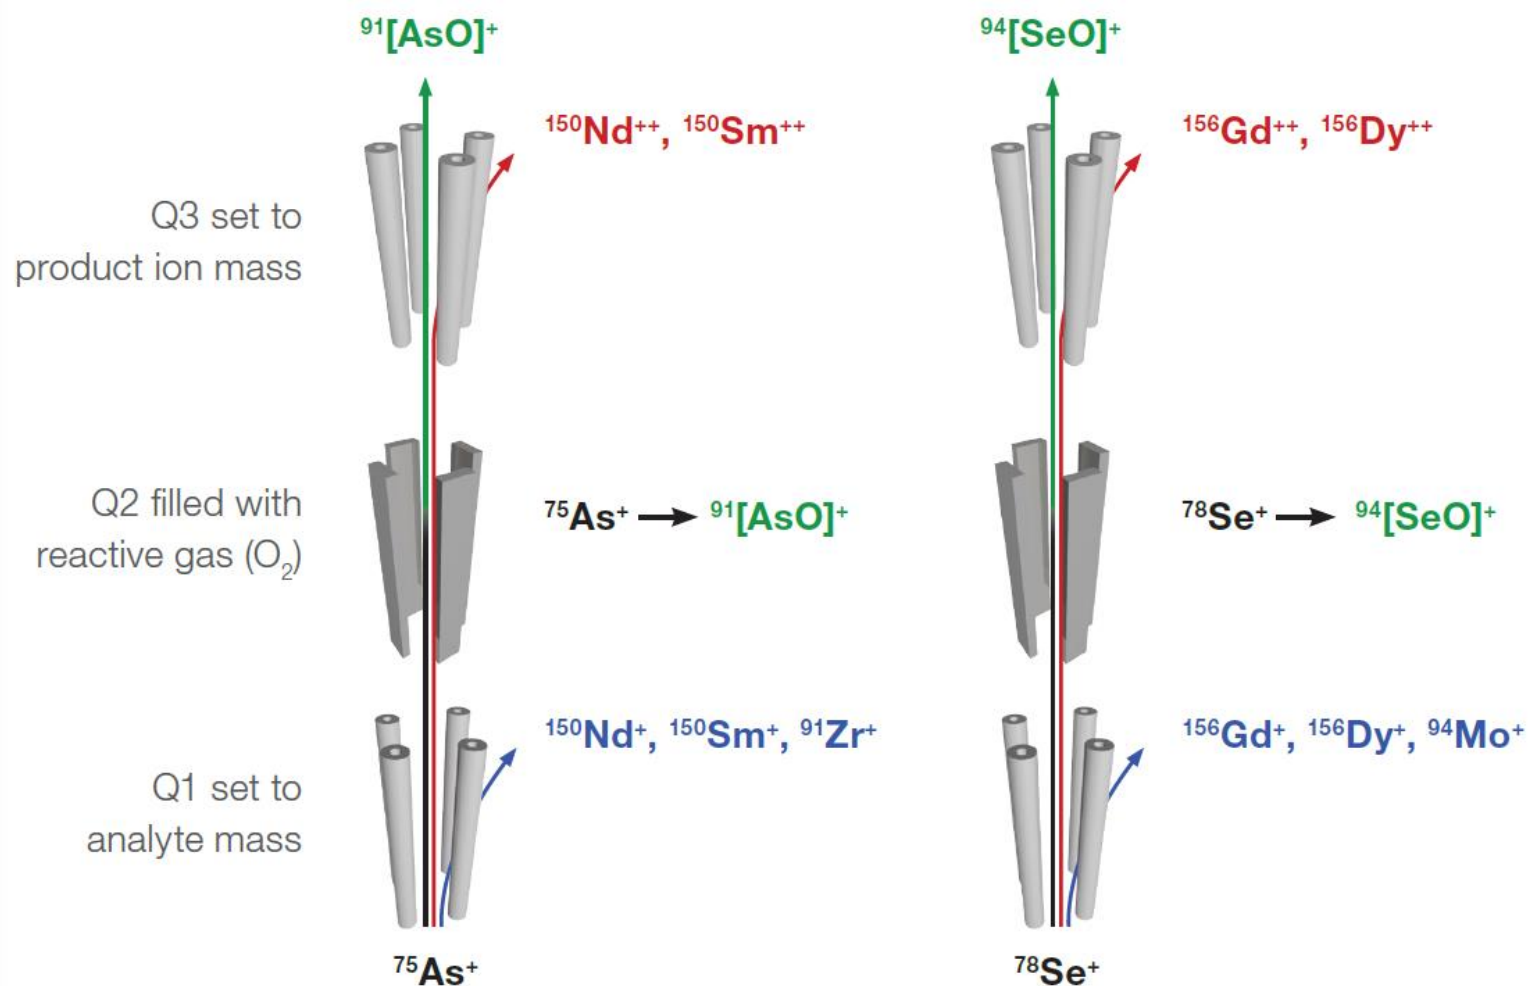 ⁹¹[AsO]⁺
⁹⁴[SeO]⁺
¹⁵⁰Nd⁺⁺, ¹⁵⁰Sm⁺⁺
¹⁵⁶Gd⁺⁺, ¹⁵⁶Dy⁺⁺
Q3 set to
product ion mass
Q2 filled with
reactive gas (O₂)
⁷⁵As⁺ → ⁹¹[AsO]⁺
⁷⁸Se⁺ → ⁹⁴[SeO]⁺
¹⁵⁰Nd⁺, ¹⁵⁰Sm⁺, ⁹¹Zr⁺
¹⁵⁶Gd⁺, ¹⁵⁶Dy⁺, ⁹⁴Mo⁺
Q1 set to
analyte mass
⁷⁵As⁺
⁷⁸Se⁺